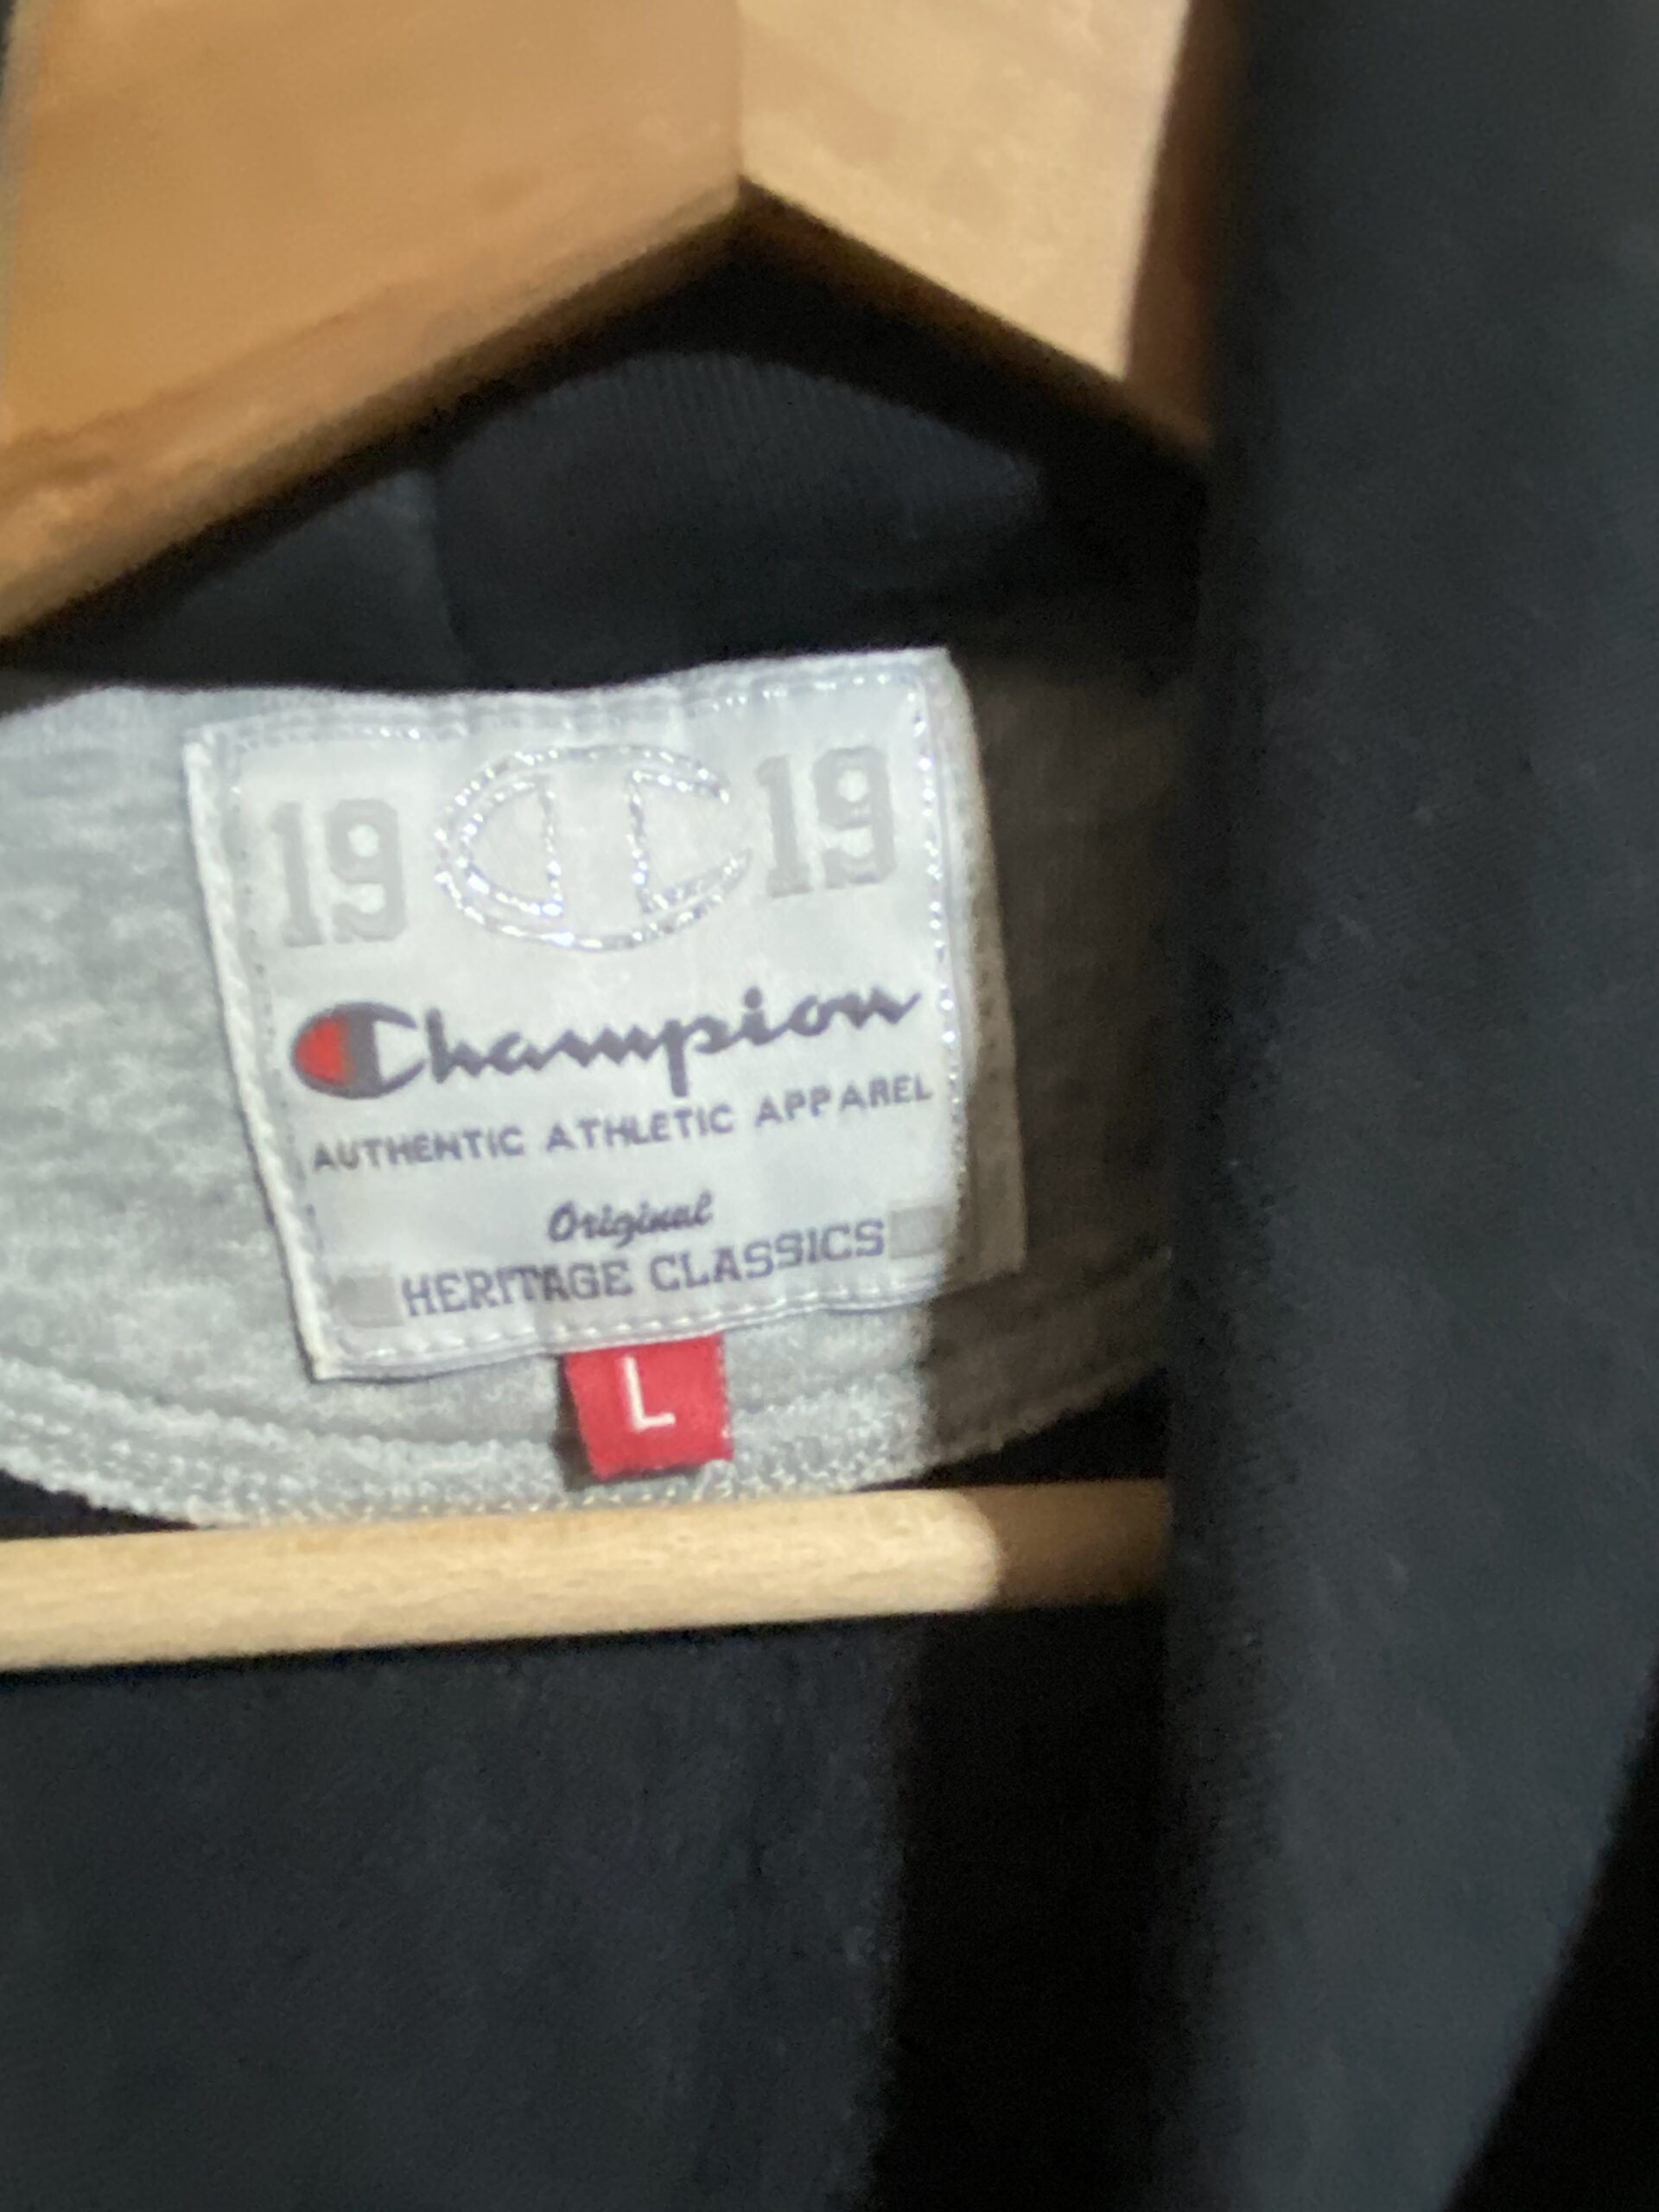 19 19
Champion
AUTHENTIC ATHLETIC APPAREL
Original
HERITAGE CLASSICS
L